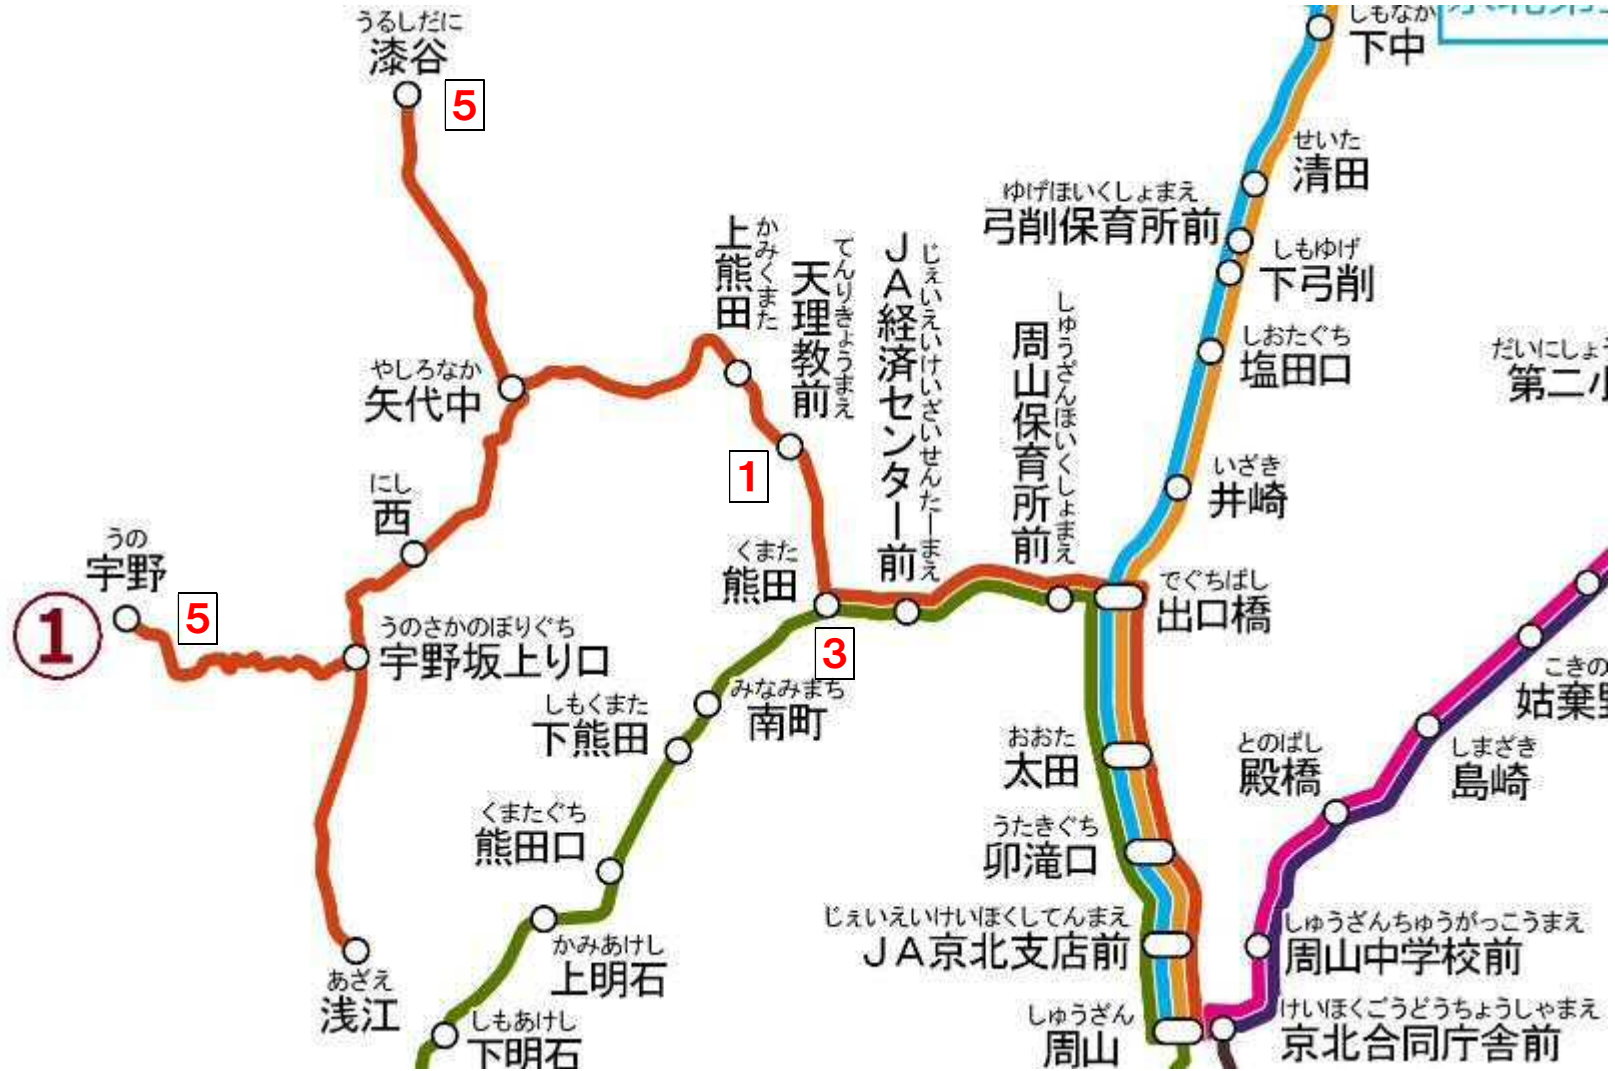 うるしだに
漆谷
5
しもなか
下中
せいた
清田
ゆげほいくしょまえ
弓削保育所前
しもゆげ
下弓削
かみくまた
上熊田
てんりきょうまえ
天理教前
じぇいえいけいざいせんたーまえ
JA経済センター前
しゅうざんほいくしょまえ
周山保育所前
しおたぐち
塩田口
だいにしょう
第二小
やしろなか
矢代中
1
いざき
井崎
にし
西
うの
宇野
5
①
くまた
熊田
3
でぐちばし
出口橋
うのさかのぼりぐち
宇野坂上り口
みなみまち
南町
しもくまた
下熊田
こきの
姑棄野
おおた
太田
とのばし
殿橋
しまざき
島崎
くまたぐち
熊田口
うたきぐち
卯滝口
じぇいえいけいほくしてんまえ
JA京北支店前
しゅうざんちゅうがっこうまえ
周山中学校前
かみあけし
上明石
あざえ
浅江
しもあけし
下明石
しゅうざん
周山
けいほくごうどうちょうしゃまえ
京北合同庁舎前